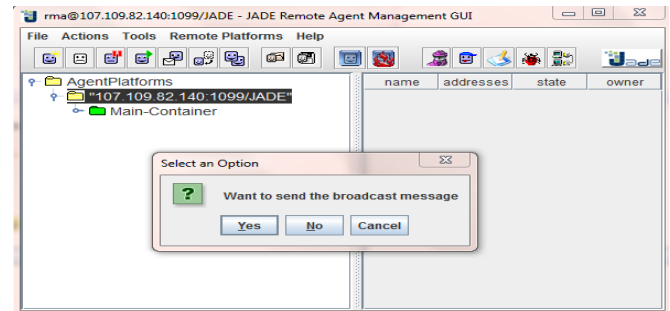 rma@107.109.82.140:1099/JADE - JADE Remote Agent Management GUI
File Actions Tools Remote Platforms Help
Jade
AgentPlatforms
name addresses state owner
"107.109.82.140:1099/JADE"
Main-Container
Select an Option
? Want to send the broadcast message
Yes No Cancel